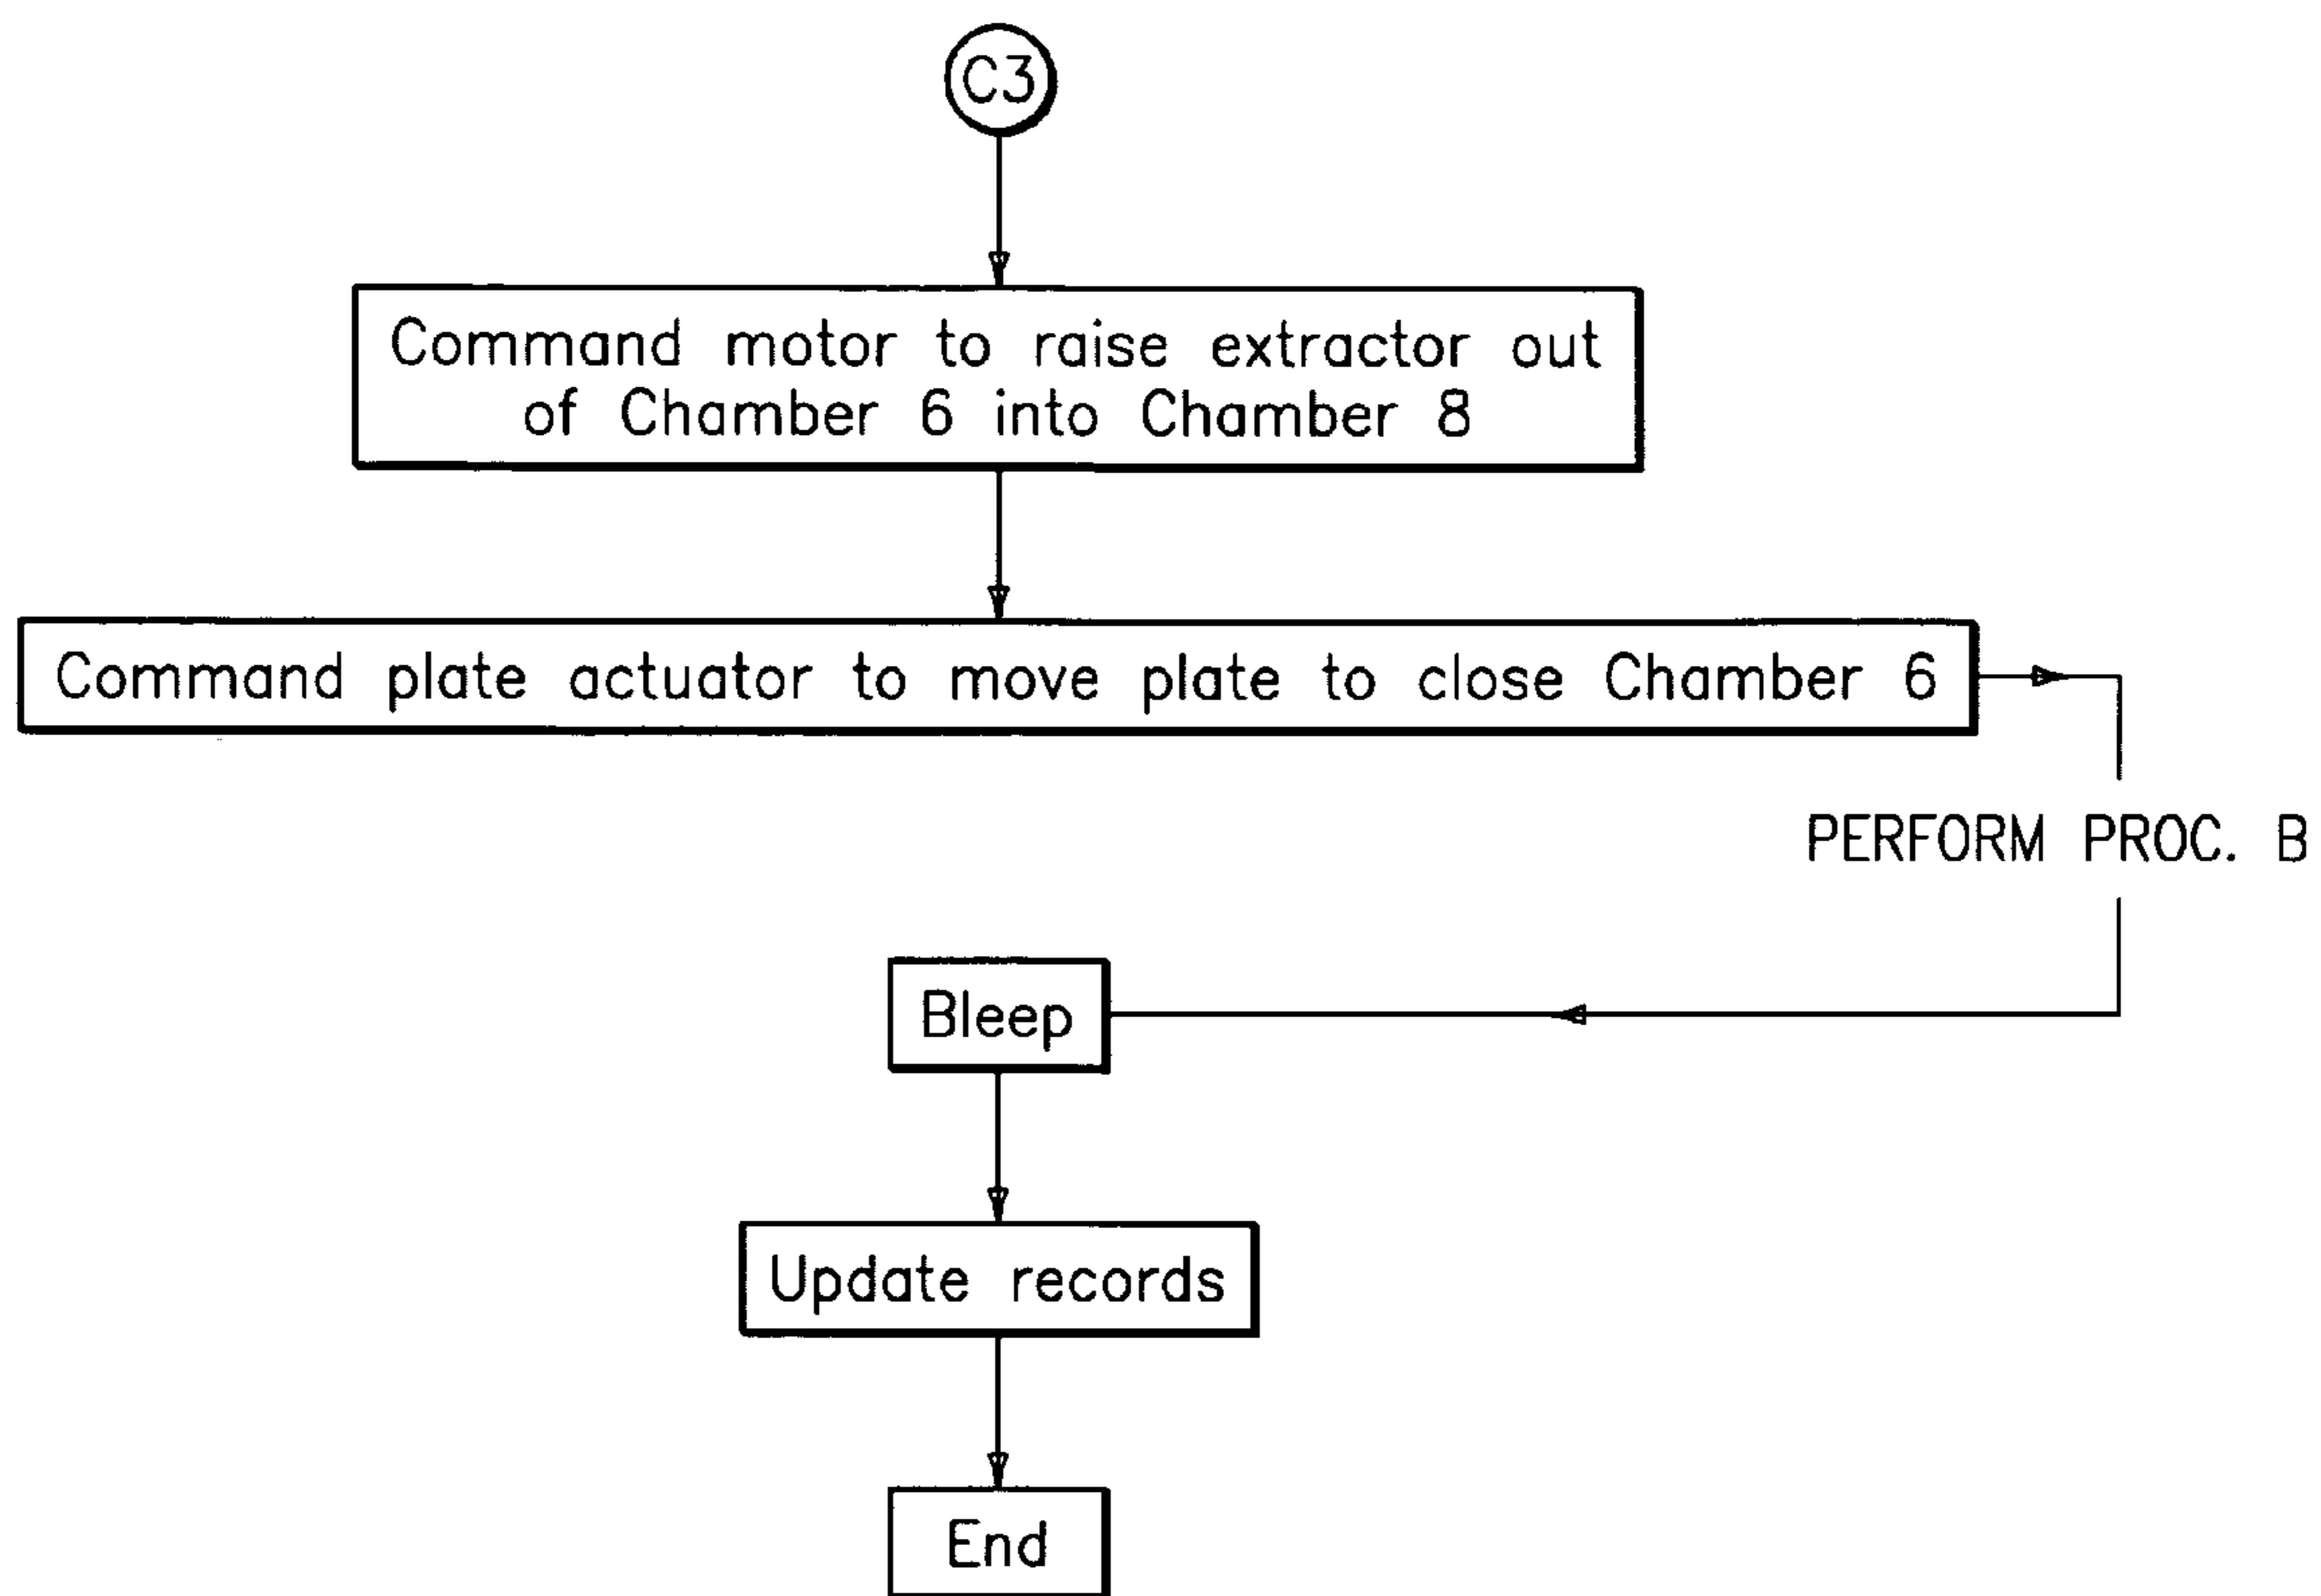 C3
Command motor to raise extractor out
of Chamber 6 into Chamber 8
Command plate actuator to move plate to close Chamber 6
PERFORM PROC. B
Bleep
Update records
End